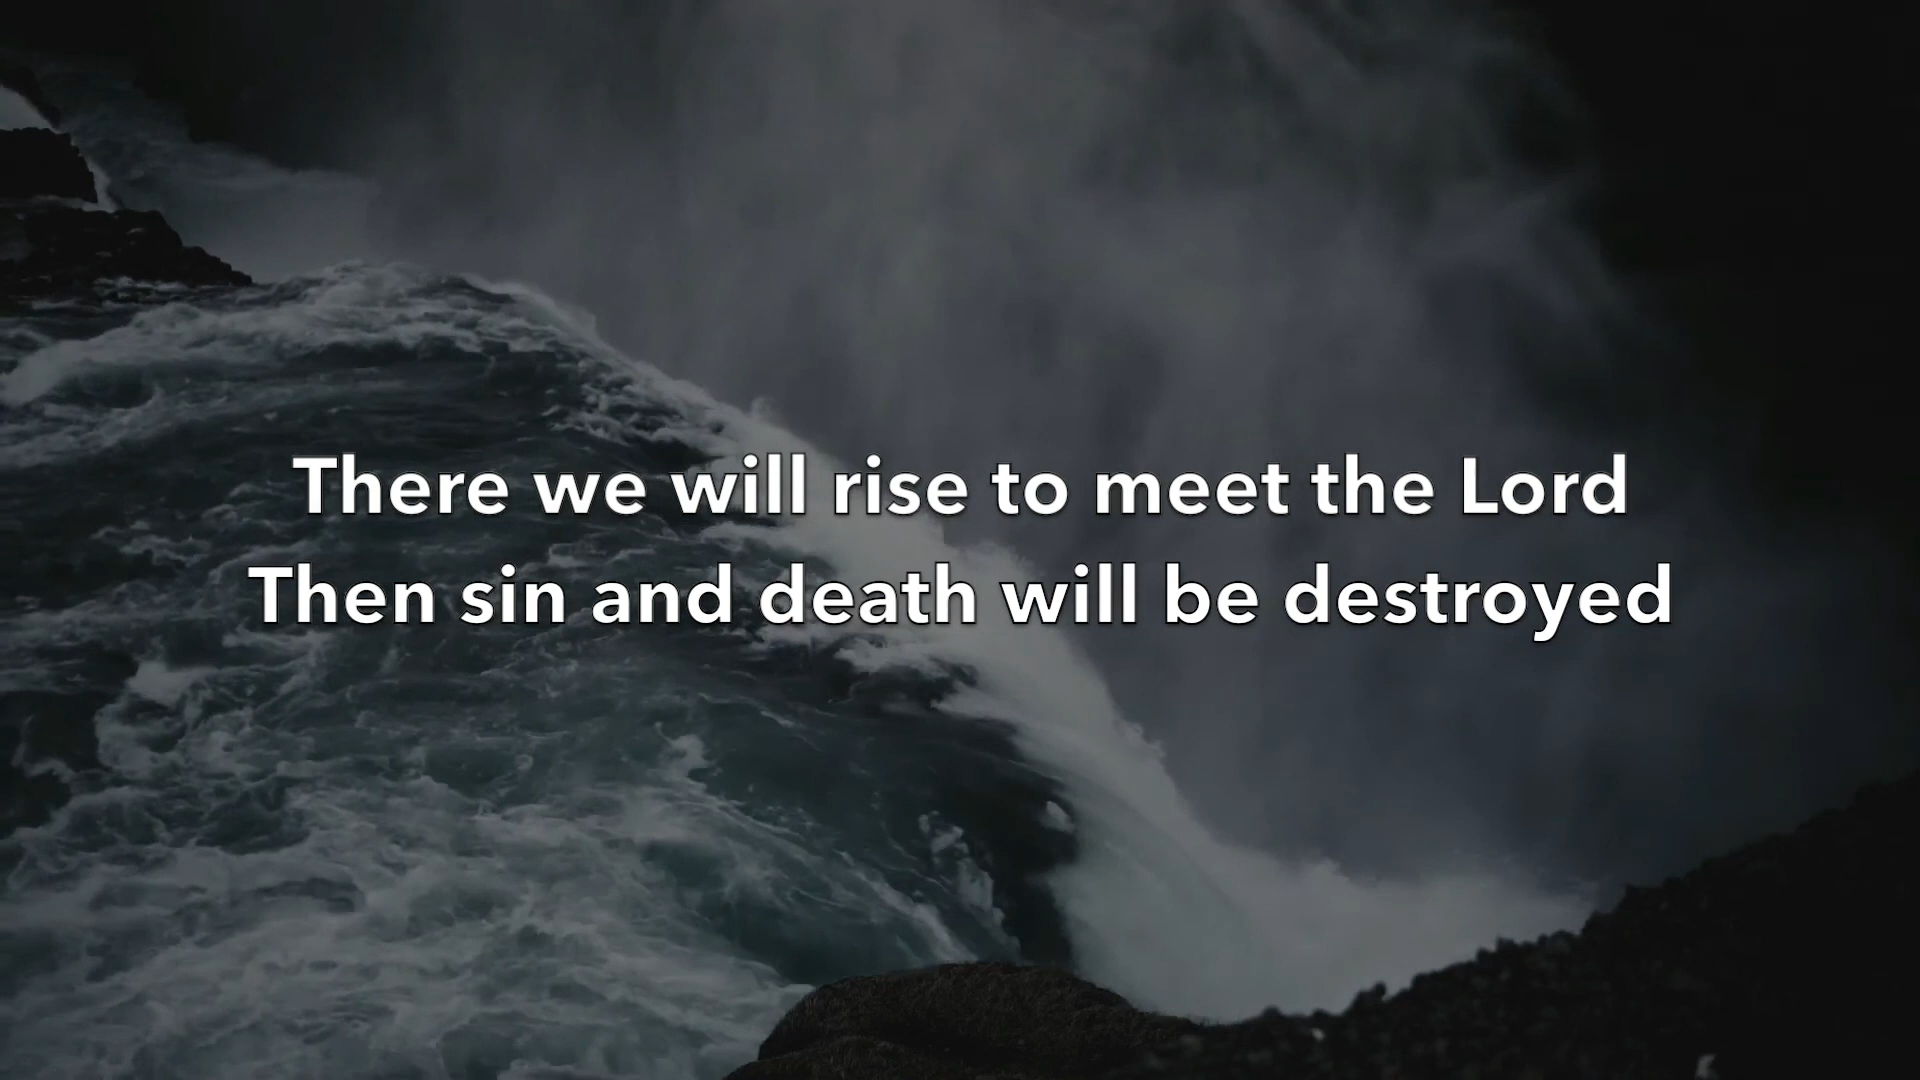 There we will rise to meet the Lord
Then sin and death will be destroyed